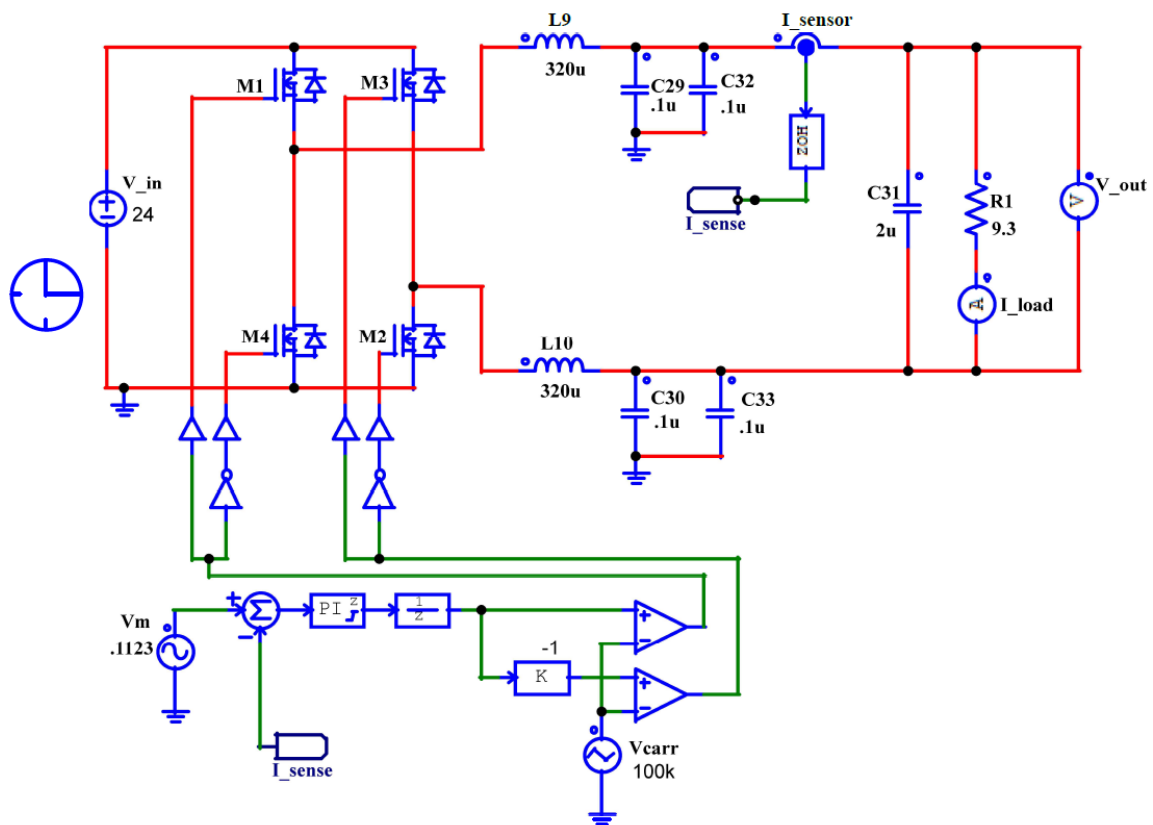 L9
320u
I_sensor
M1
M3
C29
.1u
C32
.1u
ZOH
I_sense
V_in
24
C31
2u
R1
9.3
V
V_out
A
I_load
M4
M2
L10
320u
C30
.1u
C33
.1u
Vm
.1123
+
Σ
−
PI
z
1
z
-1
K
+
−
+
−
Vcarr
100k
I_sense